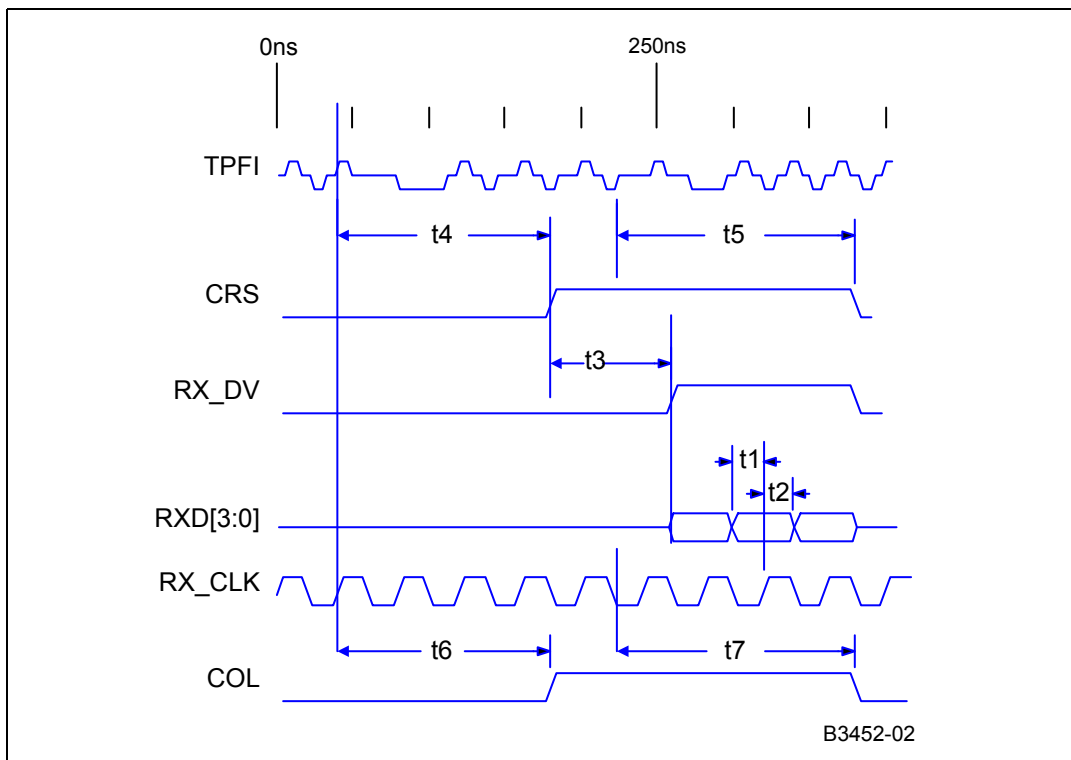 0ns 250ns
TPFI
t4 t5
CRS
t3
RX_DV
t1
t2
RXD[3:0]
RX_CLK
t6 t7
COL
B3452-02